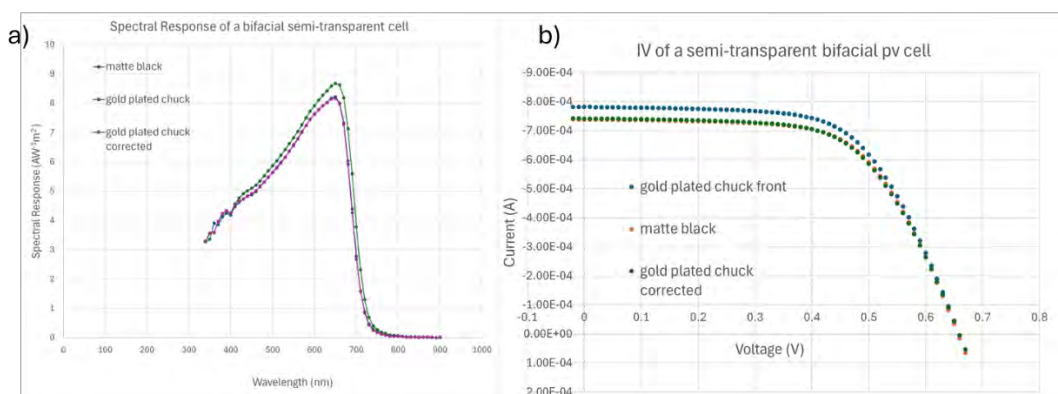 a)
Spectral Response of a bifacial semi-transparent cell
10
9
8
7
6
5
4
3
2
1
0
Spectral Response (AW⁻¹m²)
matte black
gold plated chuck
gold plated chuck
corrected
0 100 200 300 400 500 600 700 800 900 1000
Wavelength (nm)
b)
IV of a semi-transparent bifacial pv cell
-9.00E-04
-8.00E-04
-7.00E-04
-6.00E-04
-5.00E-04
-4.00E-04
-3.00E-04
-2.00E-04
-1.00E-04
0.00E+00
1.00E-04
2.00E-04
Current (A)
gold plated chuck front
matte black
gold plated chuck
corrected
-0.1 0 0.1 0.2 0.3 0.4 0.5 0.6 0.7 0.8
Voltage (V)